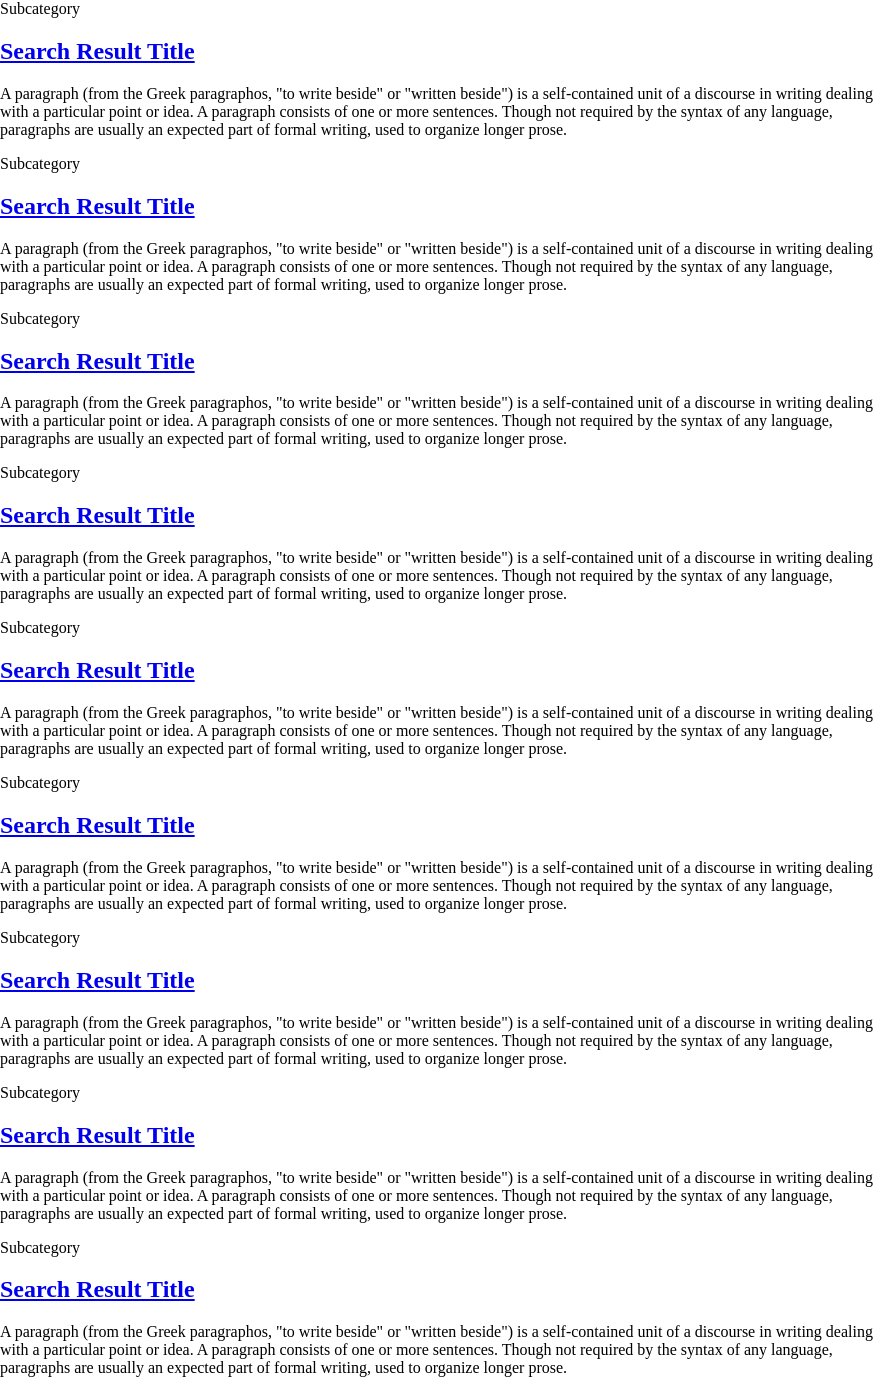 Subcategory
Search Result Title
A paragraph (from the Greek paragraphos, "to write beside" or "written beside") is a self-contained unit of a discourse in writing dealing
with a particular point or idea. A paragraph consists of one or more sentences. Though not required by the syntax of any language,
paragraphs are usually an expected part of formal writing, used to organize longer prose.
Subcategory
Search Result Title
A paragraph (from the Greek paragraphos, "to write beside" or "written beside") is a self-contained unit of a discourse in writing dealing
with a particular point or idea. A paragraph consists of one or more sentences. Though not required by the syntax of any language,
paragraphs are usually an expected part of formal writing, used to organize longer prose.
Subcategory
Search Result Title
A paragraph (from the Greek paragraphos, "to write beside" or "written beside") is a self-contained unit of a discourse in writing dealing
with a particular point or idea. A paragraph consists of one or more sentences. Though not required by the syntax of any language,
paragraphs are usually an expected part of formal writing, used to organize longer prose.
Subcategory
Search Result Title
A paragraph (from the Greek paragraphos, "to write beside" or "written beside") is a self-contained unit of a discourse in writing dealing
with a particular point or idea. A paragraph consists of one or more sentences. Though not required by the syntax of any language,
paragraphs are usually an expected part of formal writing, used to organize longer prose.
Subcategory
Search Result Title
A paragraph (from the Greek paragraphos, "to write beside" or "written beside") is a self-contained unit of a discourse in writing dealing
with a particular point or idea. A paragraph consists of one or more sentences. Though not required by the syntax of any language,
paragraphs are usually an expected part of formal writing, used to organize longer prose.
Subcategory
Search Result Title
A paragraph (from the Greek paragraphos, "to write beside" or "written beside") is a self-contained unit of a discourse in writing dealing
with a particular point or idea. A paragraph consists of one or more sentences. Though not required by the syntax of any language,
paragraphs are usually an expected part of formal writing, used to organize longer prose.
Subcategory
Search Result Title
A paragraph (from the Greek paragraphos, "to write beside" or "written beside") is a self-contained unit of a discourse in writing dealing
with a particular point or idea. A paragraph consists of one or more sentences. Though not required by the syntax of any language,
paragraphs are usually an expected part of formal writing, used to organize longer prose.
Subcategory
Search Result Title
A paragraph (from the Greek paragraphos, "to write beside" or "written beside") is a self-contained unit of a discourse in writing dealing
with a particular point or idea. A paragraph consists of one or more sentences. Though not required by the syntax of any language,
paragraphs are usually an expected part of formal writing, used to organize longer prose.
Subcategory
Search Result Title
A paragraph (from the Greek paragraphos, "to write beside" or "written beside") is a self-contained unit of a discourse in writing dealing
with a particular point or idea. A paragraph consists of one or more sentences. Though not required by the syntax of any language,
paragraphs are usually an expected part of formal writing, used to organize longer prose.